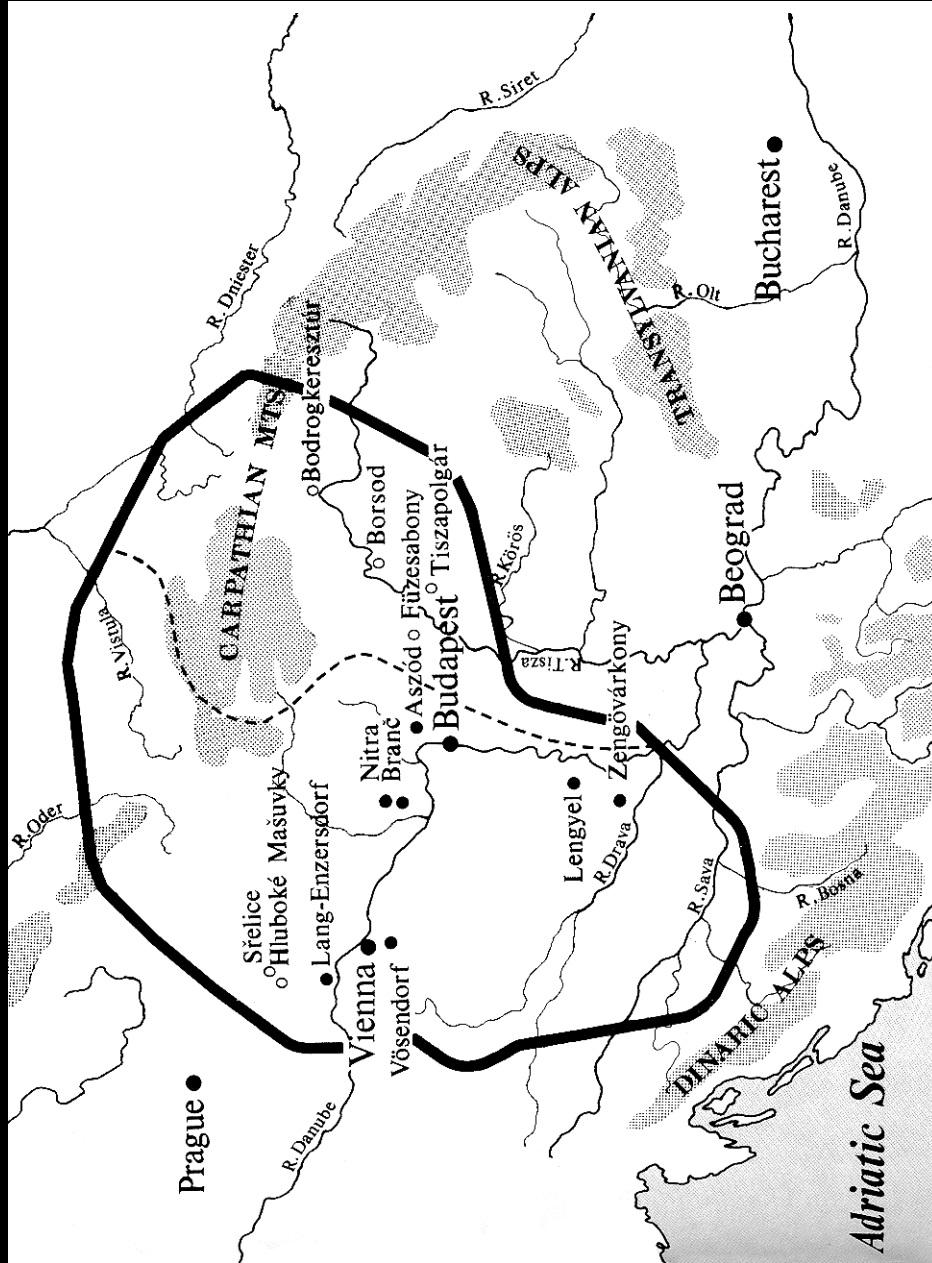 Prague
R.Oder
R.Vistula
R.Dniester
R.Siret
CARPATHIAN MTS
Střelice
Hluboké Mašuvky
Lang-Enzersdorf
R.Danube
Vienna
Vösendorf
Nitra
Branč
Aszod
Füzesabony
Budapest
Tiszapolgár
Borsod
Bodrogkeresztúr
TRANSYLVANIAN ALPS
R.Körös
R.Tisza
Lengyel
Zengövárkony
R.Drava
R.Sava
R.Bosna
DINARIC ALPS
Adriatic Sea
Beograd
R.Olt
Bucharest
R.Danube